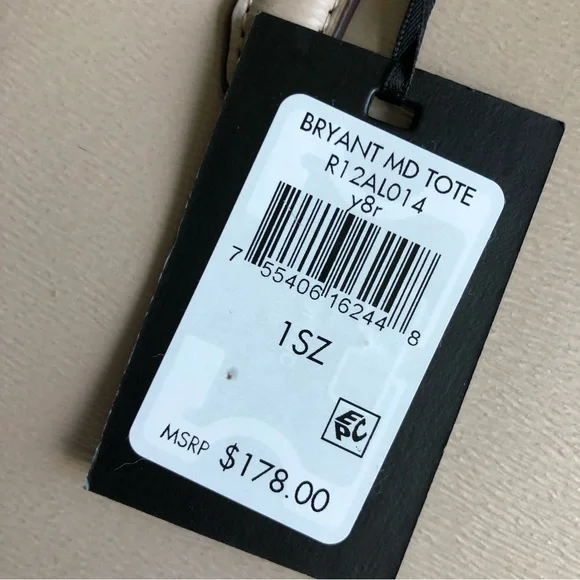 BRYANT MD TOTE
R12AL014
y8r
7 55406 16244 8
1SZ
EPC
MSRP $178.00